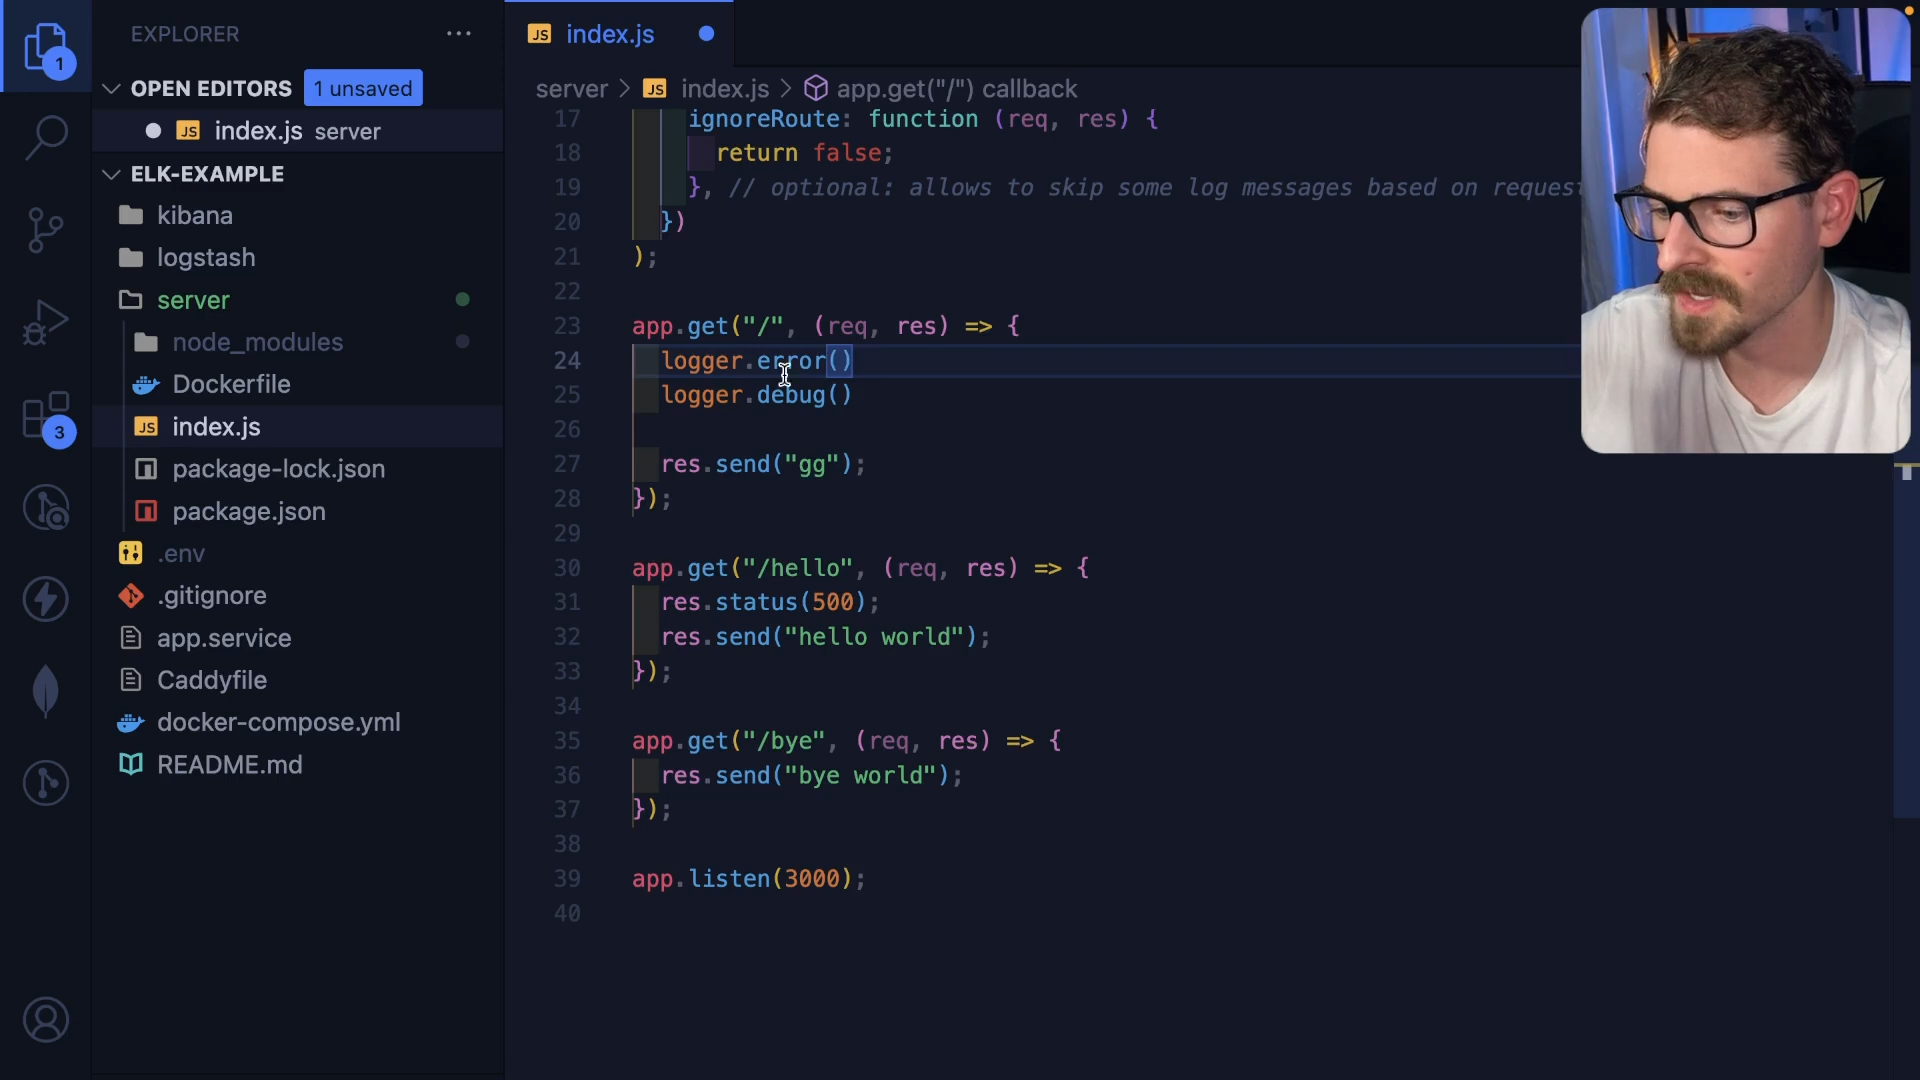 EXPLORER
OPEN EDITORS 1 unsaved
JS index.js server
ELK-EXAMPLE
kibana
logstash
server
node_modules
Dockerfile
JS index.js
package-lock.json
package.json
.env
.gitignore
app.service
Caddyfile
docker-compose.yml
README.md
1
3
JS index.js
server > JS index.js > app.get("/") callback
17 ignoreRoute: function (req, res) {
18 return false;
19 }, // optional: allows to skip some log messages based on request
20 })
21 );
22
23 app.get("/", (req, res) => {
24 logger.error()
25 logger.debug()
26
27 res.send("gg");
28 });
29
30 app.get("/hello", (req, res) => {
31 res.status(500);
32 res.send("hello world");
33 });
34
35 app.get("/bye", (req, res) => {
36 res.send("bye world");
37 });
38
39 app.listen(3000);
40